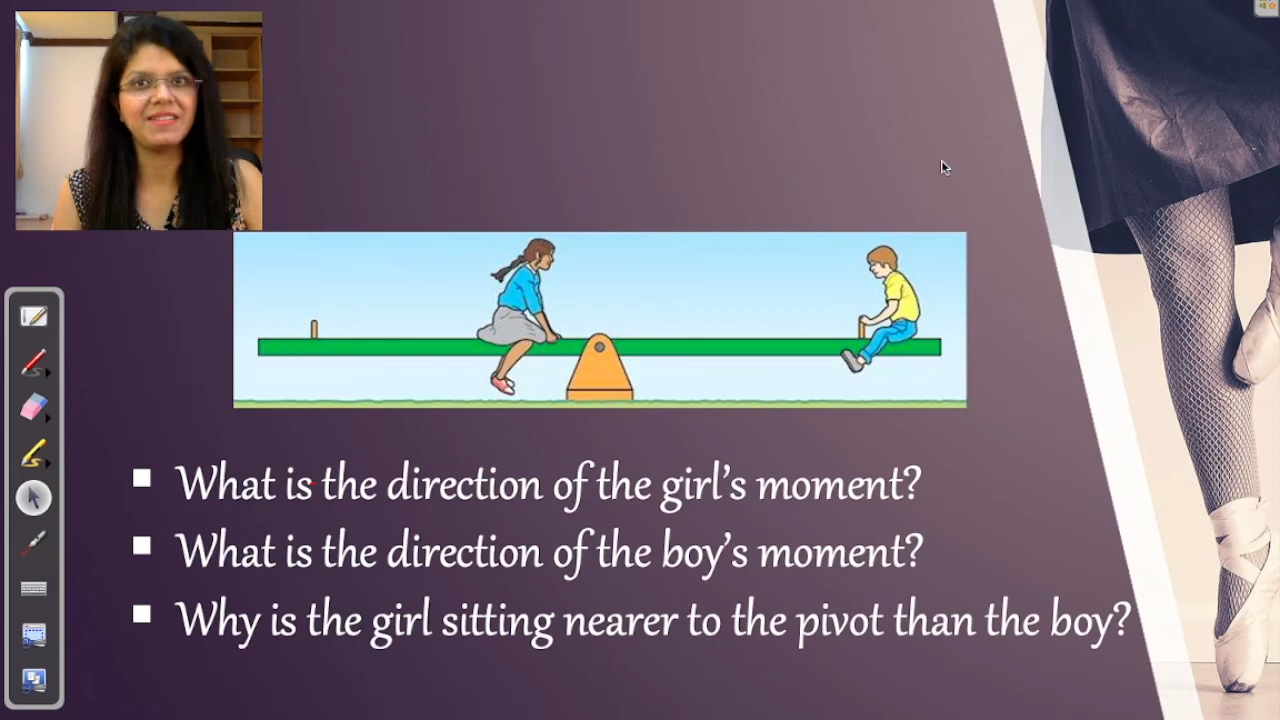 What is the direction of the girl's moment?
What is the direction of the boy's moment?
Why is the girl sitting nearer to the pivot than the boy?